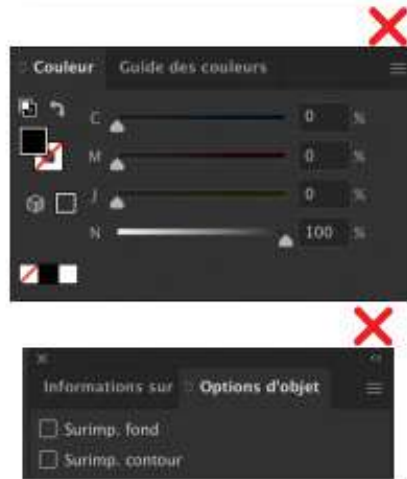 Couleur Guide des couleurs
C 0 %
M 0 %
J 0 %
N 100 %
Informations sur Options d'objet
Surimp. fond
Surimp. contour